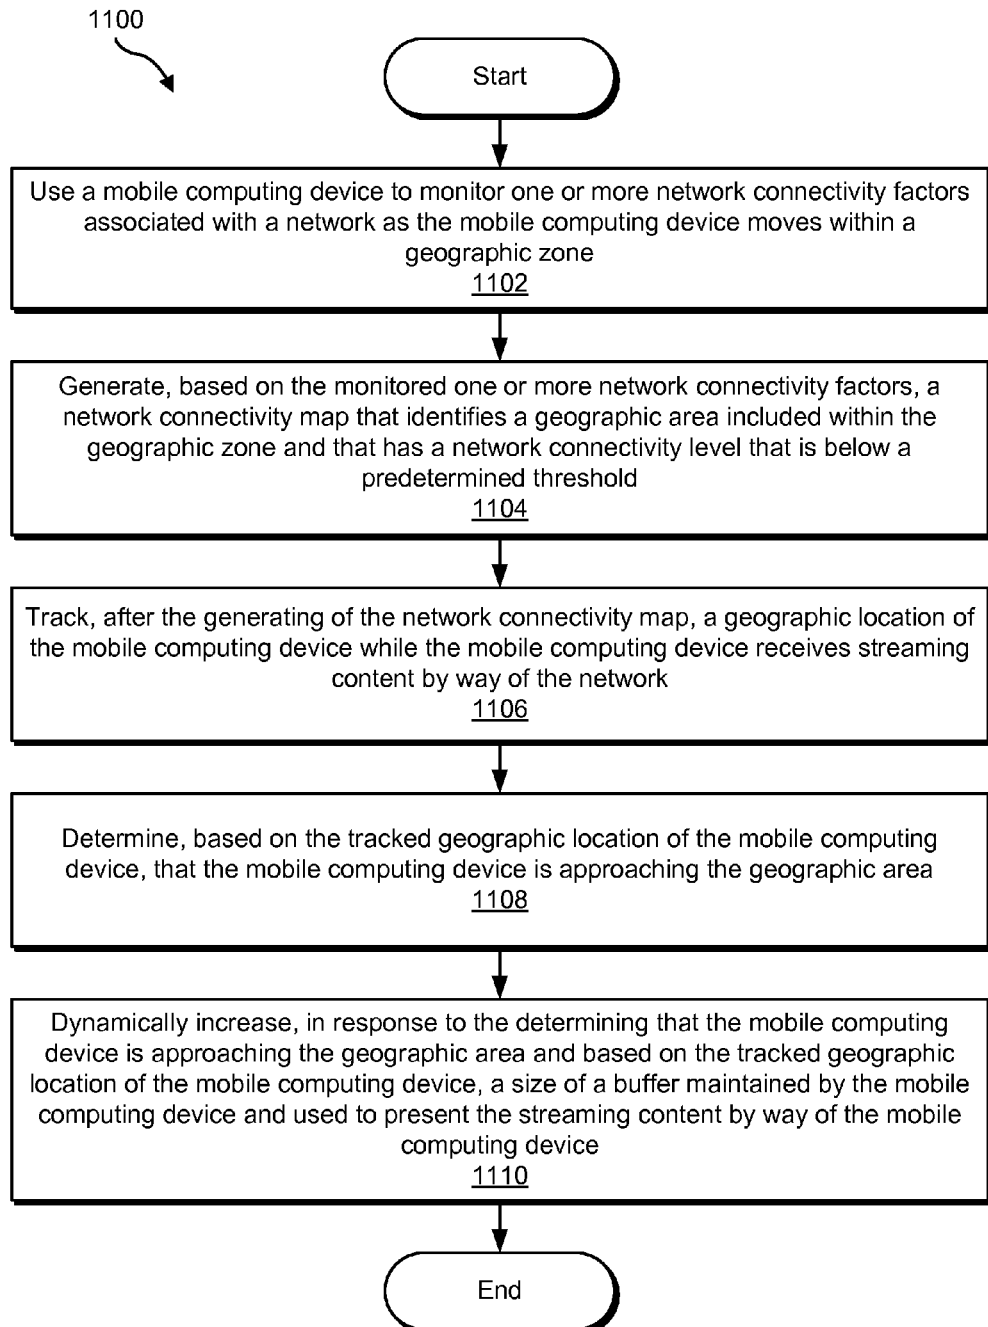 1100
Start
Use a mobile computing device to monitor one or more network connectivity factors
associated with a network as the mobile computing device moves within a
geographic zone
1102
Generate, based on the monitored one or more network connectivity factors, a
network connectivity map that identifies a geographic area included within the
geographic zone and that has a network connectivity level that is below a
predetermined threshold
1104
Track, after the generating of the network connectivity map, a geographic location of
the mobile computing device while the mobile computing device receives streaming
content by way of the network
1106
Determine, based on the tracked geographic location of the mobile computing
device, that the mobile computing device is approaching the geographic area
1108
Dynamically increase, in response to the determining that the mobile computing
device is approaching the geographic area and based on the tracked geographic
location of the mobile computing device, a size of a buffer maintained by the mobile
computing device and used to present the streaming content by way of the mobile
computing device
1110
End